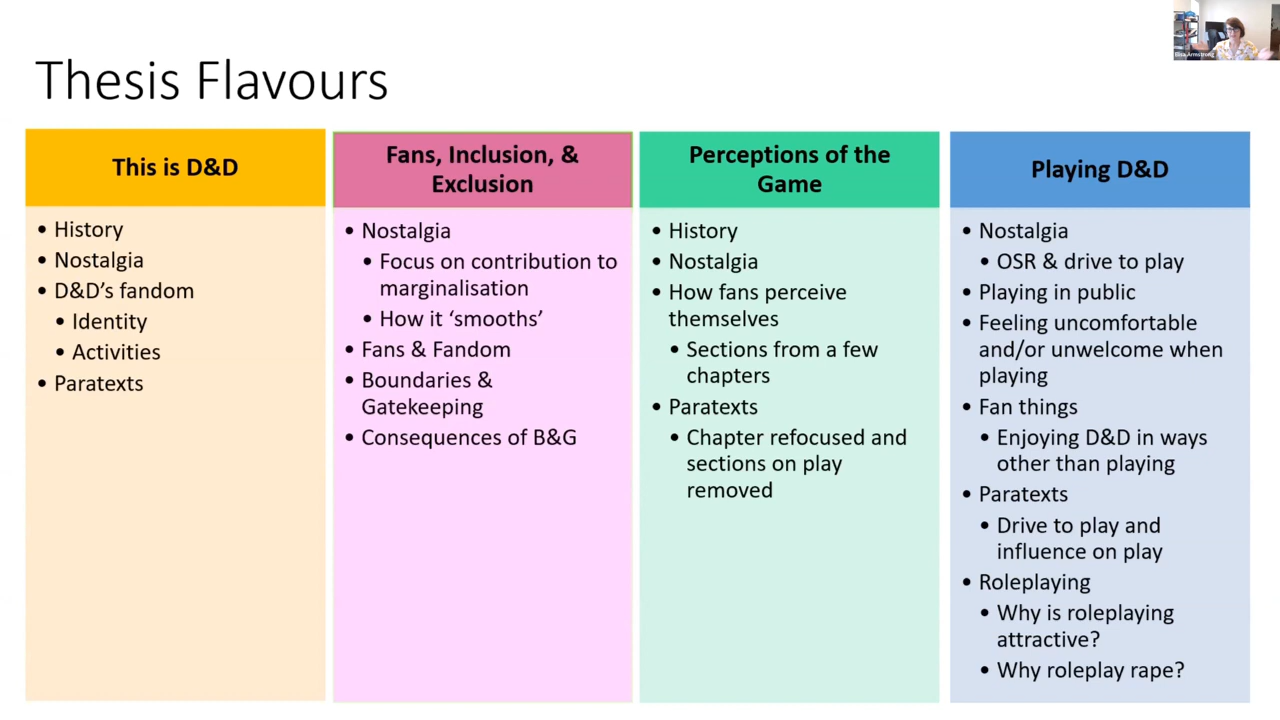 Thesis Flavours
This is D&D
• History
• Nostalgia
• D&D's fandom
• Identity
• Activities
• Paratexts
Fans, Inclusion, &
Exclusion
• Nostalgia
• Focus on contribution to
marginalisation
• How it ‘smooths’
• Fans & Fandom
• Boundaries &
Gatekeeping
• Consequences of B&G
Perceptions of the
Game
• History
• Nostalgia
• How fans perceive
themselves
• Sections from a few
chapters
• Paratexts
• Chapter refocused and
sections on play
removed
Playing D&D
• Nostalgia
• OSR & drive to play
• Playing in public
• Feeling uncomfortable
and/or unwelcome when
playing
• Fan things
• Enjoying D&D in ways
other than playing
• Paratexts
• Drive to play and
influence on play
• Roleplaying
• Why is roleplaying
attractive?
• Why roleplay rape?
Armstrong